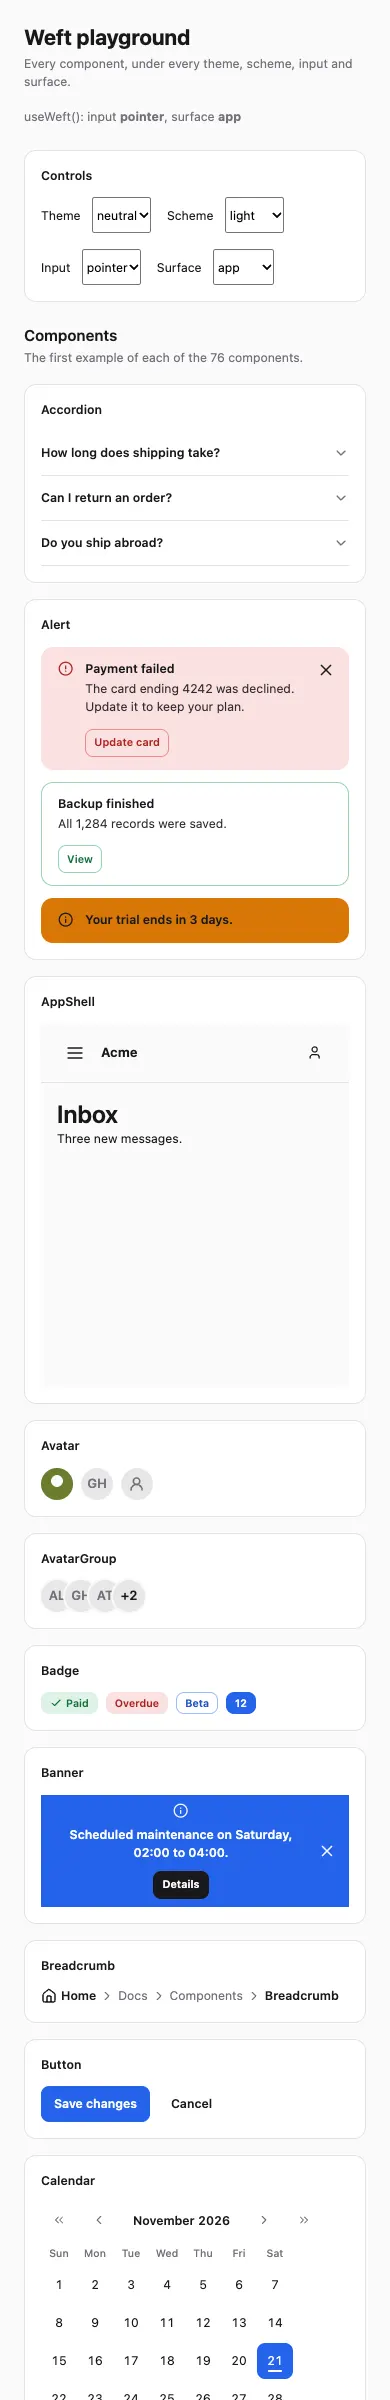 Weft playground
Every component, under every theme, scheme, input and
surface.
useWeft(): input pointer, surface app
Controls
Theme neutral Scheme light
Input pointer Surface app
Components
The first example of each of the 76 components.
Accordion
How long does shipping take?
Can I return an order?
Do you ship abroad?
Alert
Payment failed
The card ending 4242 was declined.
Update it to keep your plan.
Update card
Backup finished
All 1,284 records were saved.
View
Your trial ends in 3 days.
AppShell
Acme
Inbox
Three new messages.
Avatar
GH
AvatarGroup
AL GH AT +2
Badge
Paid Overdue Beta 12
Banner
Scheduled maintenance on Saturday,
02:00 to 04:00.
Details
Breadcrumb
Home Docs Components Breadcrumb
Button
Save changes Cancel
Calendar
November 2026
Sun Mon Tue Wed Thu Fri Sat
1 2 3 4 5 6 7
8 9 10 11 12 13 14
15 16 17 18 19 20 21
22 23 24 25 26 27 28